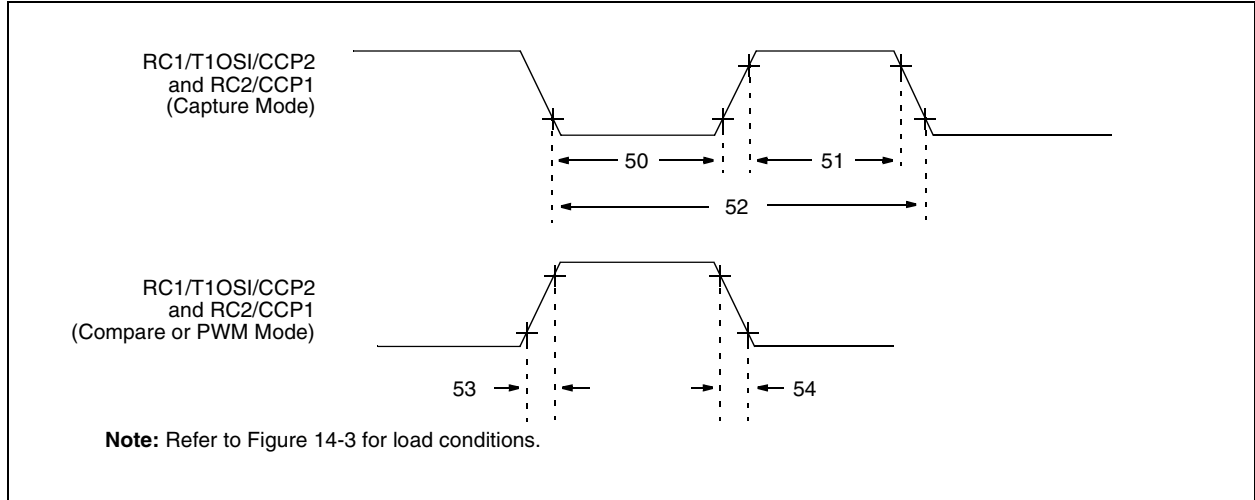 RC1/T1OSI/CCP2
and RC2/CCP1
(Capture Mode)
50
51
52
RC1/T1OSI/CCP2
and RC2/CCP1
(Compare or PWM Mode)
53
54
Note: Refer to Figure 14-3 for load conditions.